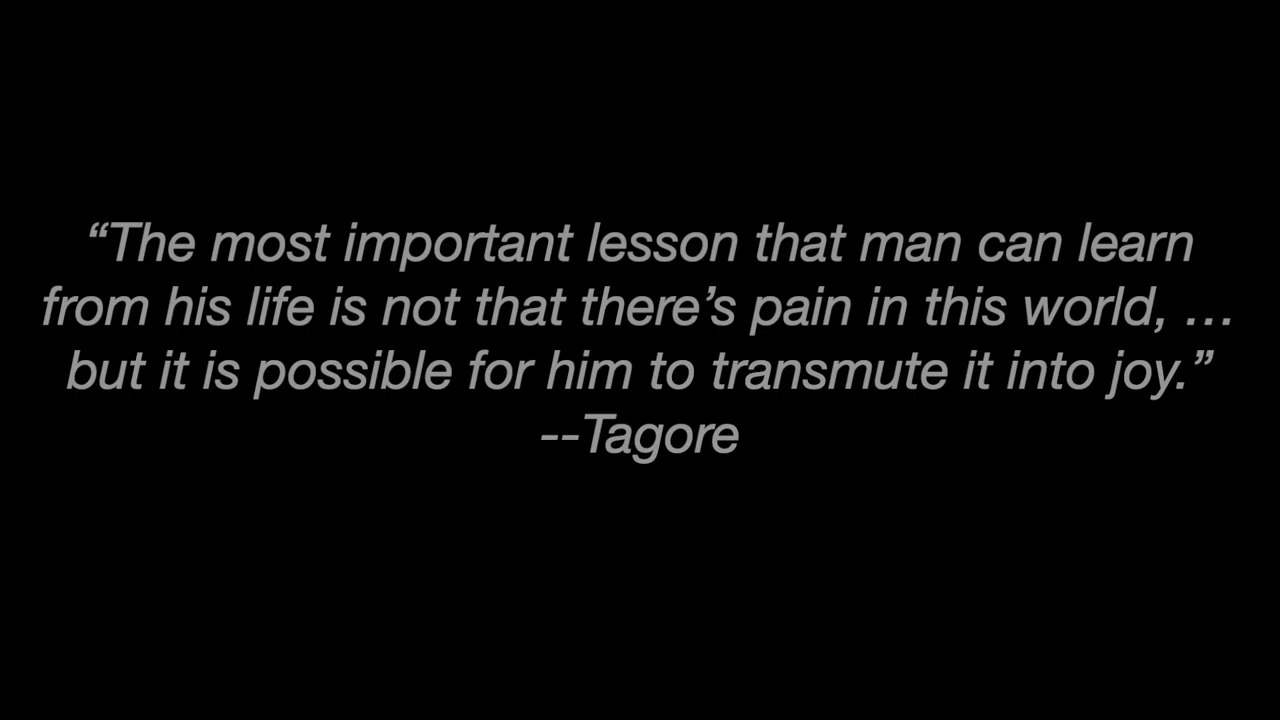 “The most important lesson that man can learn
from his life is not that there’s pain in this world, …
but it is possible for him to transmute it into joy.”
--Tagore